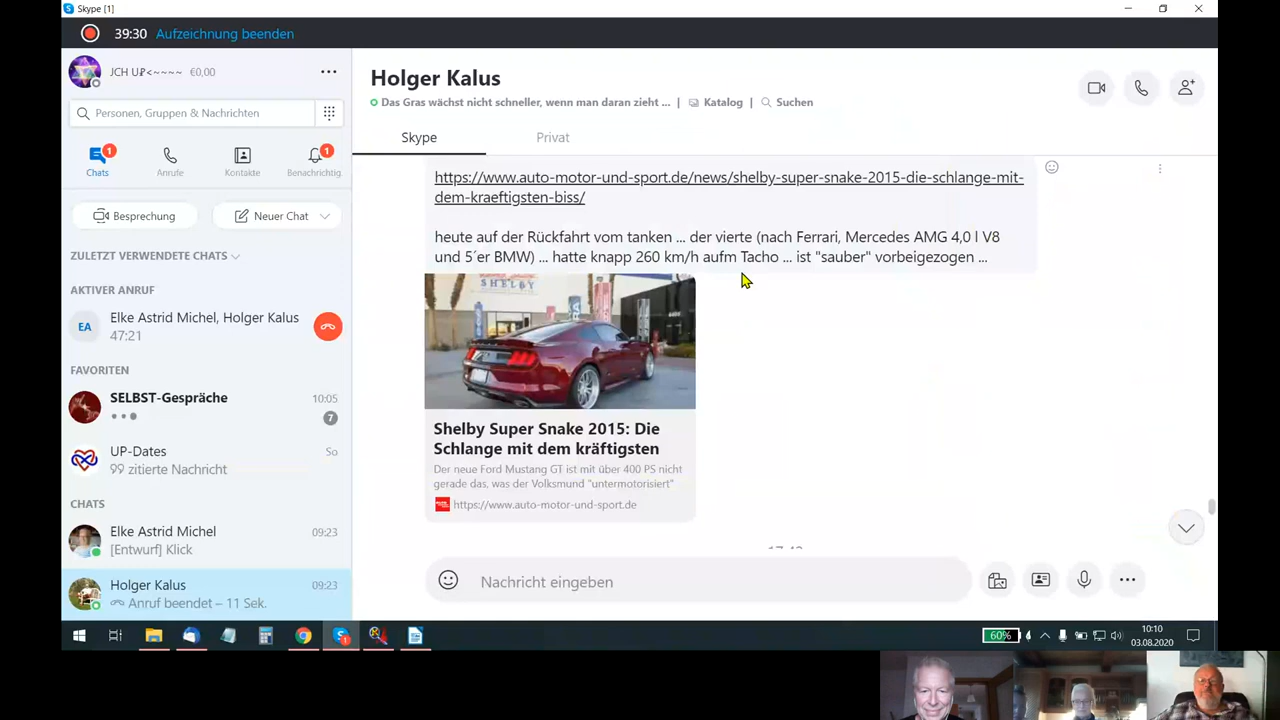 Skype [1]
39:30 Aufzeichnung beenden
JCH €0,00
Personen, Gruppen & Nachrichten
1 1
Chats Anrufe Kontakte Benachrichtig.
Besprechung Neuer Chat
ZULETZT VERWENDETE CHATS
AKTIVER ANRUF
EA Elke Astrid Michel, Holger Kalus
47:21
FAVORITEN
SELBST-Gespräche 10:05
7
UP-Dates So
99 zitierte Nachricht
CHATS
Elke Astrid Michel 09:23
[Entwurf] Klick
Holger Kalus 09:23
Anruf beendet – 11 Sek.
Holger Kalus
Das Gras wächst nicht schneller, wenn man daran zieht ... | Katalog | Suchen
Skype Privat
https://www.auto-motor-und-sport.de/news/shelby-super-snake-2015-die-schlange-mit-
dem-kraeftigsten-biss/
heute auf der Rückfahrt vom tanken ... der vierte (nach Ferrari, Mercedes AMG 4,0 l V8
und 5´er BMW) ... hatte knapp 260 km/h aufm Tacho ... ist "sauber" vorbeigezogen ...
SHELBY
Shelby Super Snake 2015: Die
Schlange mit dem kräftigsten
Der neue Ford Mustang GT ist mit über 400 PS nicht
gerade das, was der Volksmund "untermotorisiert"
https://www.auto-motor-und-sport.de
Nachricht eingeben
60% 10:10
03.08.2020